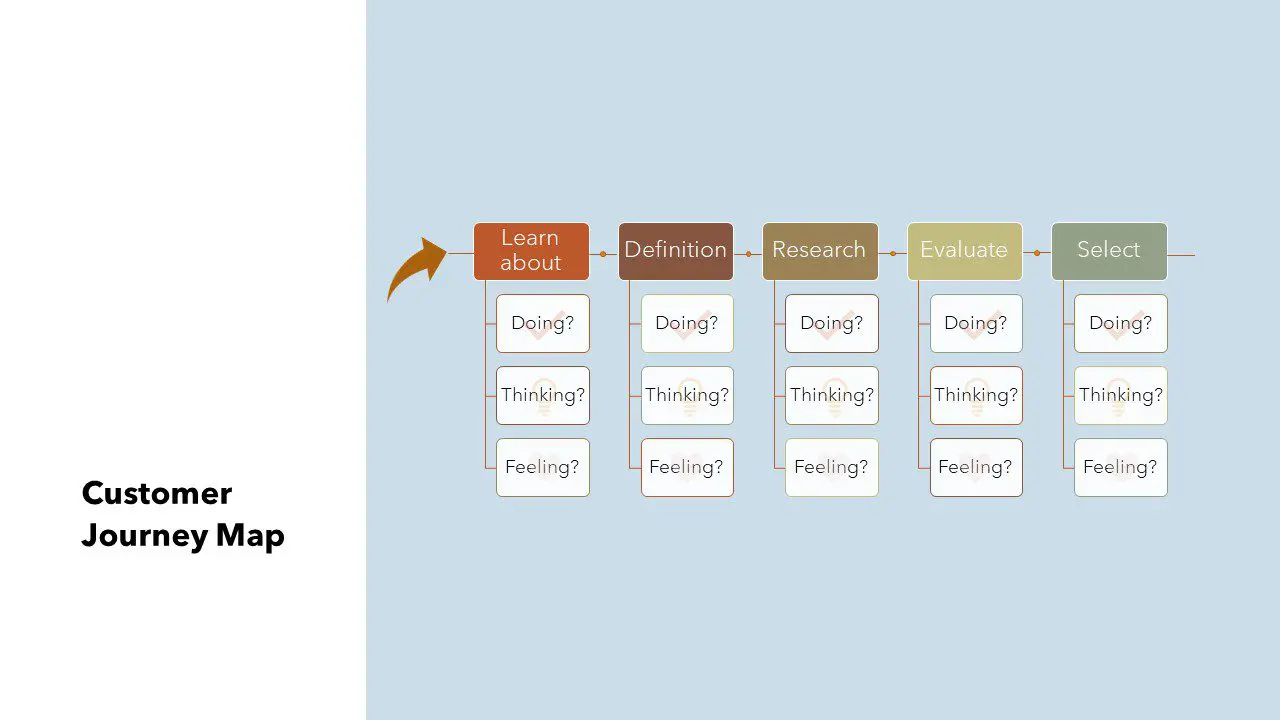 Customer
Journey Map
Learn
about
Definition
Research
Evaluate
Select
Doing?
Doing?
Doing?
Doing?
Doing?
Thinking?
Thinking?
Thinking?
Thinking?
Thinking?
Feeling?
Feeling?
Feeling?
Feeling?
Feeling?